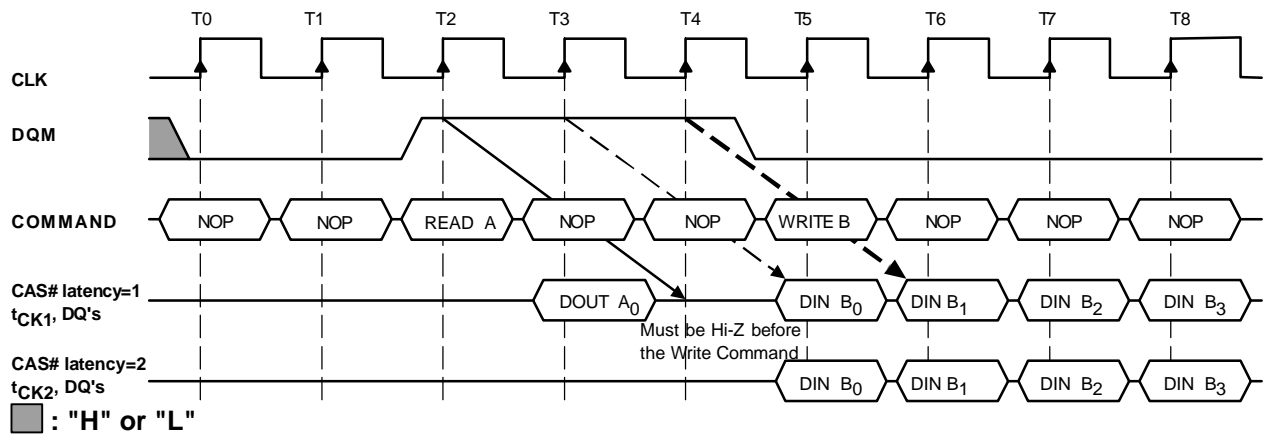 T0 T1 T2 T3 T4 T5 T6 T7 T8
CLK
DQM
COMMAND NOP NOP READ A NOP NOP WRITE B NOP NOP NOP
CAS# latency=1
tCK1, DQ's DOUT A0 DIN B0 DIN B1 DIN B2 DIN B3
Must be Hi-Z before
the Write Command
CAS# latency=2
tCK2, DQ's DIN B0 DIN B1 DIN B2 DIN B3
: "H" or "L"